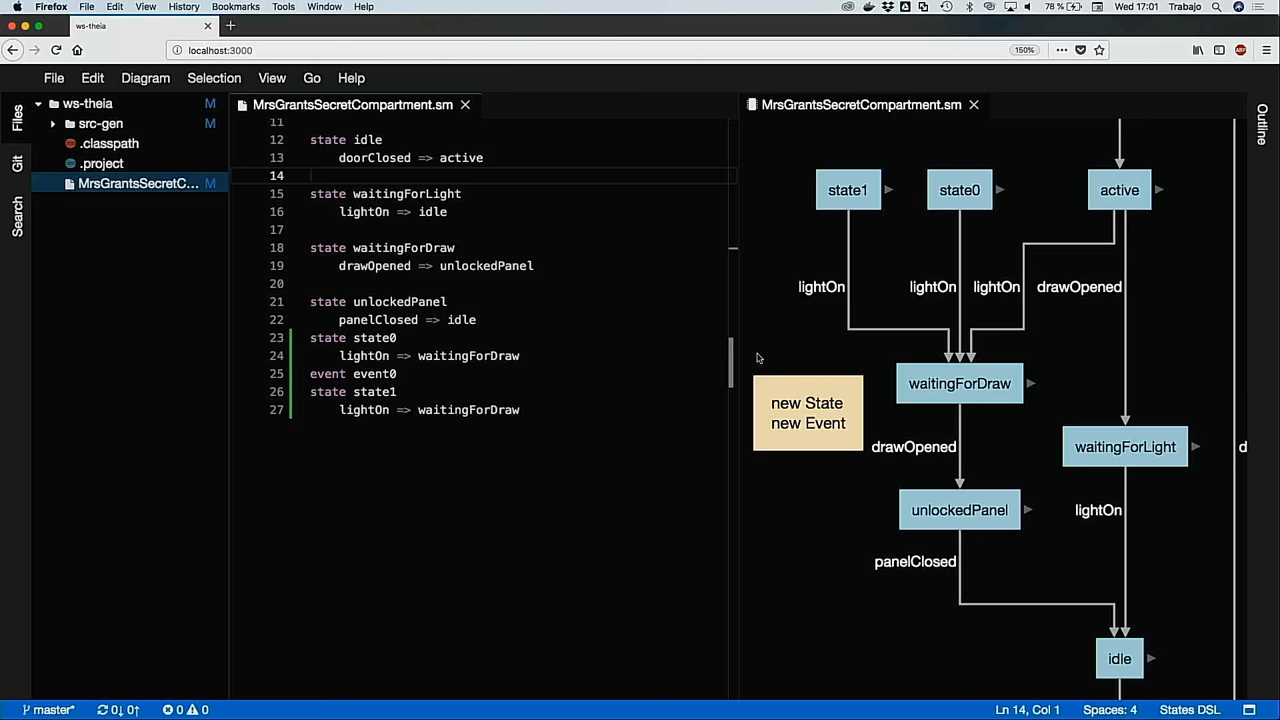 Firefox File Edit View History Bookmarks Tools Window Help 78 % Wed 17:01 Trabajo
ws-theia
localhost:3000 150%
File Edit Diagram Selection View Go Help
Files
Git
Search
ws-theia M
src-gen M
.classpath
.project
MrsGrantsSecretC... M
MrsGrantsSecretCompartment.sm
11
12 state idle
13 doorClosed => active
14
15 state waitingForLight
16 lightOn => idle
17
18 state waitingForDraw
19 drawOpened => unlockedPanel
20
21 state unlockedPanel
22 panelClosed => idle
23 state state0
24 lightOn => waitingForDraw
25 event event0
26 state state1
27 lightOn => waitingForDraw
MrsGrantsSecretCompartment.sm
Outline
state1 state0 active
lightOn lightOn lightOn drawOpened
waitingForDraw
new State
new Event
drawOpened waitingForLight d
unlockedPanel lightOn
panelClosed
idle
master* 0↓ 0↑ 0 0 Ln 14, Col 1 Spaces: 4 States DSL